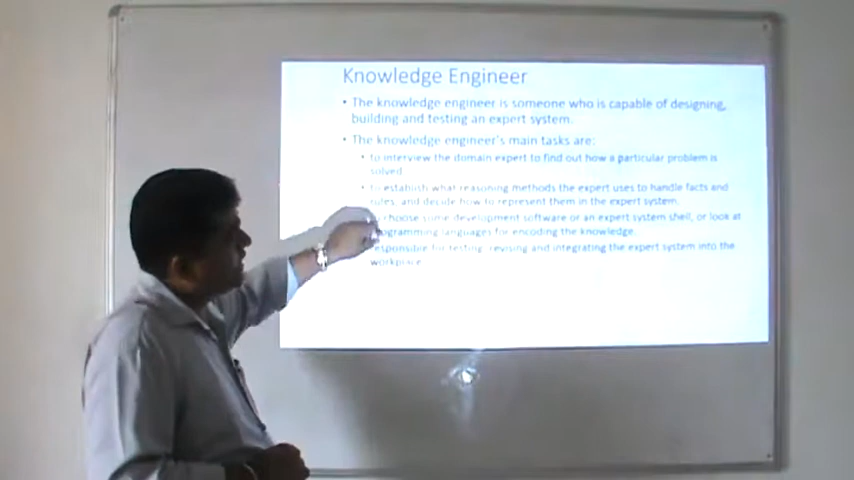 Knowledge Engineer
• The knowledge engineer is someone who is capable of designing,
building and testing an expert system.
• The knowledge engineer's main tasks are:
• to interview the domain expert to find out how a particular problem is
solved
• to establish what reasoning methods the expert uses to handle facts and
rules, and decide how to represent them in the expert system.
choose some development software or an expert system shell, or look at
languages for encoding the knowledge.
for testing, revising and integrating the expert system into the
workplace